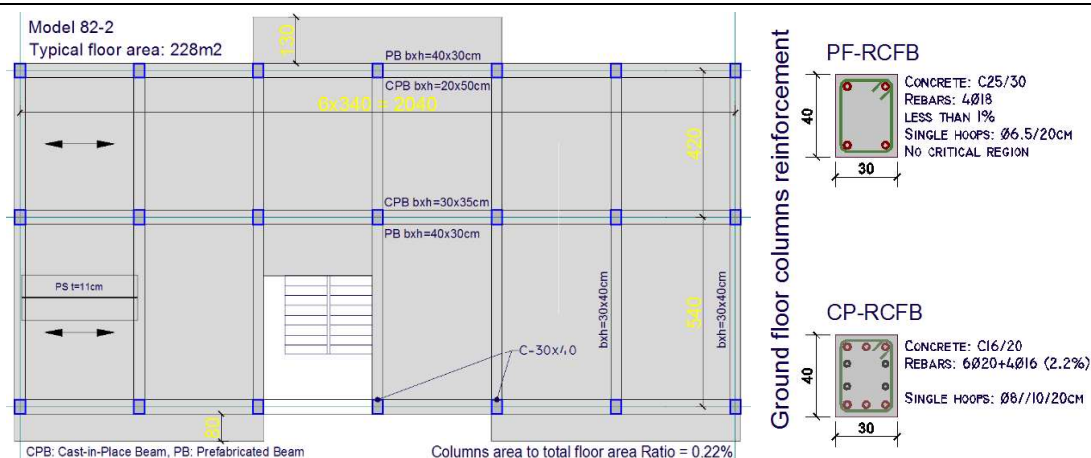 Model 82-2
Typical floor area: 228m2
130
PB bxh=40x30cm
CPB bxh=20x50cm
6x340 = 2040
420
CPB bxh=30x35cm
PB bxh=40x30cm
PS t=11cm
bxh=30x40cm
540
bxh=30x40cm
C-30x40
CPB: Cast-in-Place Beam, PB: Prefabricated Beam
Columns area to total floor area Ratio = 0.22%
Ground floor columns reinforcement
PF-RCFB
40
30
CONCRETE: C25/30
REBARS: 4Ø18
LESS THAN 1%
SINGLE HOOPS: Ø6.5/20CM
NO CRITICAL REGION
CP-RCFB
40
30
CONCRETE: C16/20
REBARS: 6Ø20+4Ø16 (2.2%)
SINGLE HOOPS: Ø8//10/20CM